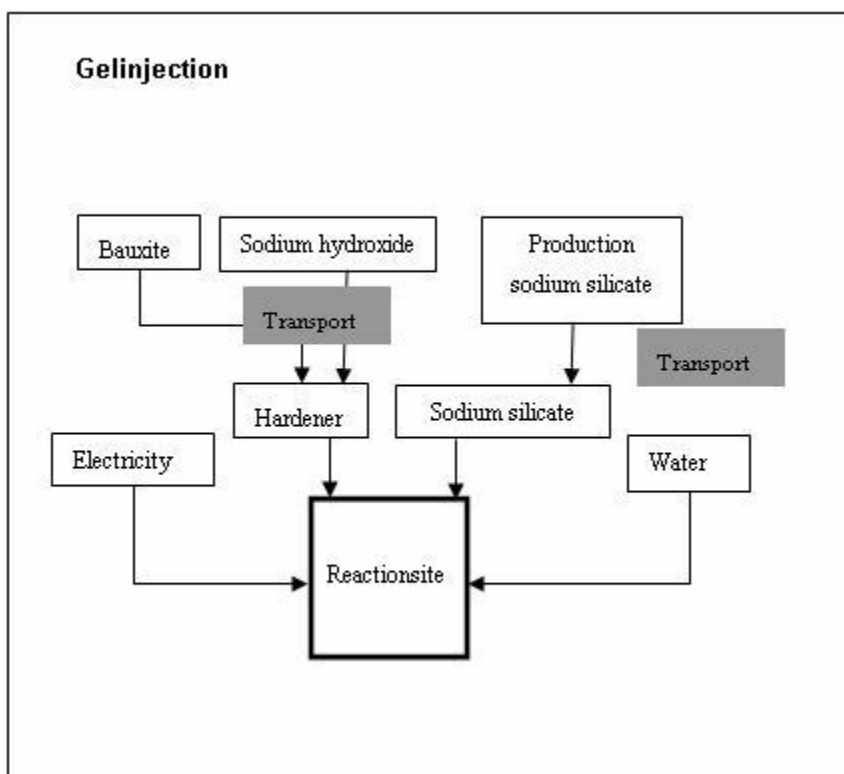 Gelinjection
Bauxite
Sodium hydroxide
Production
sodium silicate
Transport
Transport
Hardener
Sodium silicate
Electricity
Water
Reactionsite